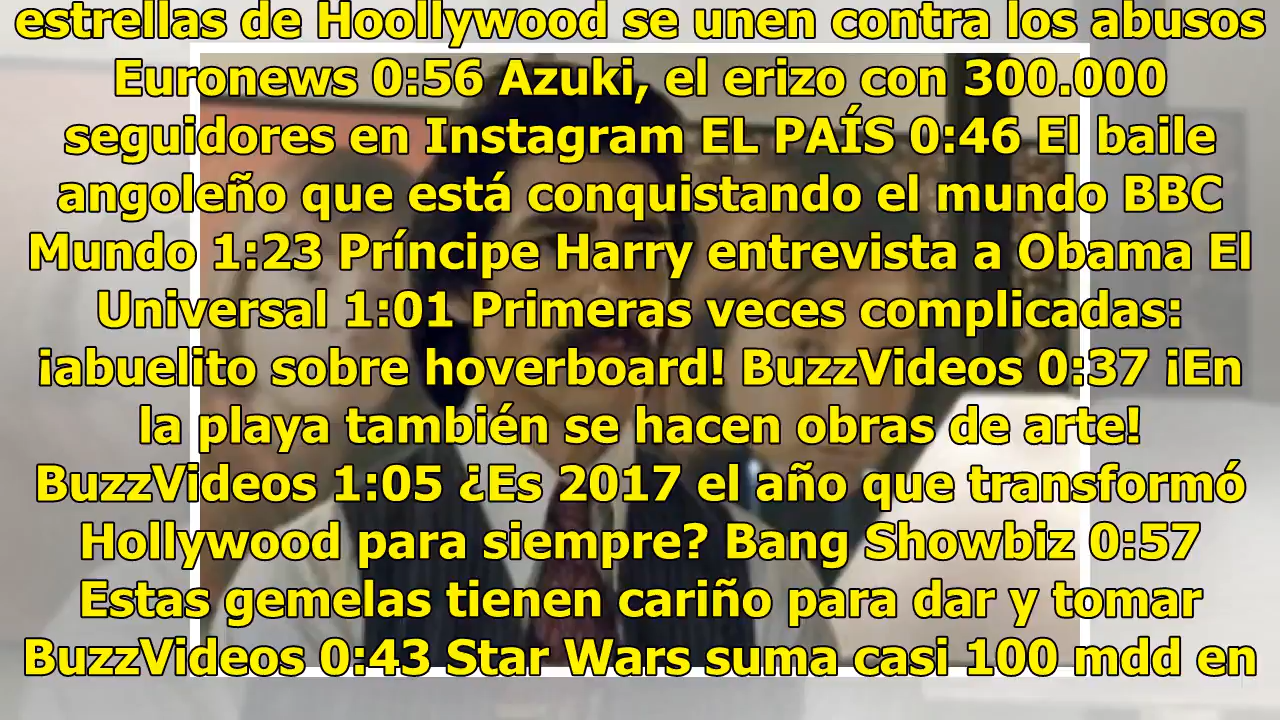 estrellas de Hoollywood se unen contra los abusos
Euronews 0:56 Azuki, el erizo con 300.000
seguidores en Instagram EL PAÍS 0:46 El baile
angoleño que está conquistando el mundo BBC
Mundo 1:23 Príncipe Harry entrevista a Obama El
Universal 1:01 Primeras veces complicadas:
¡abuelito sobre hoverboard! BuzzVideos 0:37 ¡En
la playa también se hacen obras de arte!
BuzzVideos 1:05 ¿Es 2017 el año que transformó
Hollywood para siempre? Bang Showbiz 0:57
Estas gemelas tienen cariño para dar y tomar
BuzzVideos 0:43 Star Wars suma casi 100 mdd en